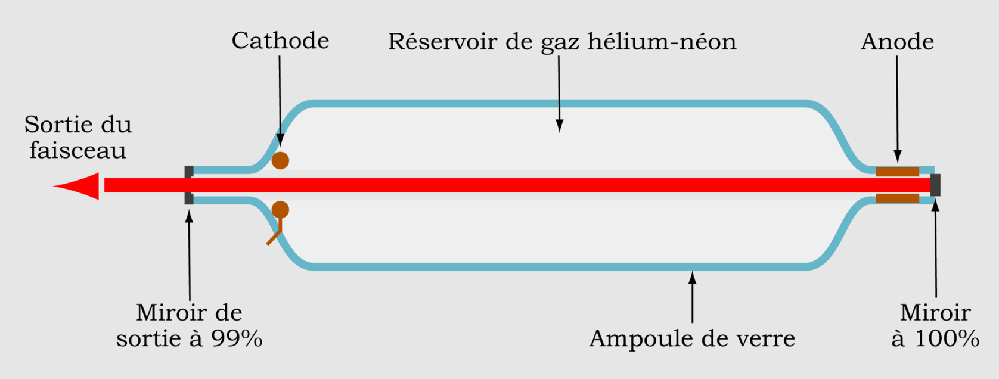 Cathode
Réservoir de gaz hélium-néon
Anode
Sortie du
faisceau
Miroir de
sortie à 99%
Ampoule de verre
Miroir
à 100%